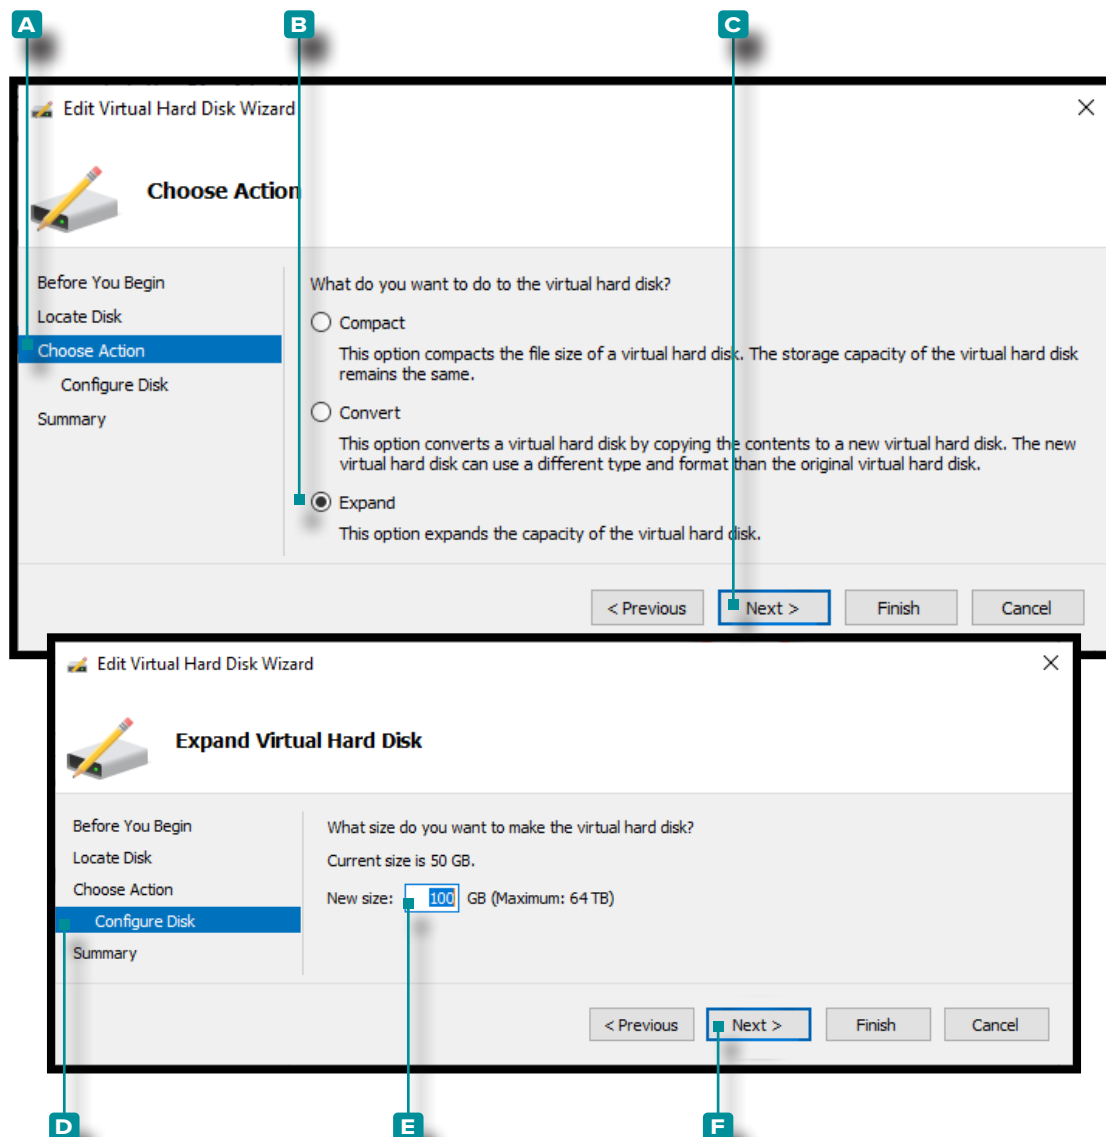 A B C
Edit Virtual Hard Disk Wizard
Choose Action
Before You Begin
Locate Disk
Choose Action
Configure Disk
Summary
What do you want to do to the virtual hard disk?
Compact
This option compacts the file size of a virtual hard disk. The storage capacity of the virtual hard disk
remains the same.
Convert
This option converts a virtual hard disk by copying the contents to a new virtual hard disk. The new
virtual hard disk can use a different type and format than the original virtual hard disk.
Expand
This option expands the capacity of the virtual hard disk.
< Previous Next > Finish Cancel
Edit Virtual Hard Disk Wizard
Expand Virtual Hard Disk
Before You Begin
Locate Disk
Choose Action
Configure Disk
Summary
What size do you want to make the virtual hard disk?
Current size is 50 GB.
New size: 100 GB (Maximum: 64 TB)
< Previous Next > Finish Cancel
D E F